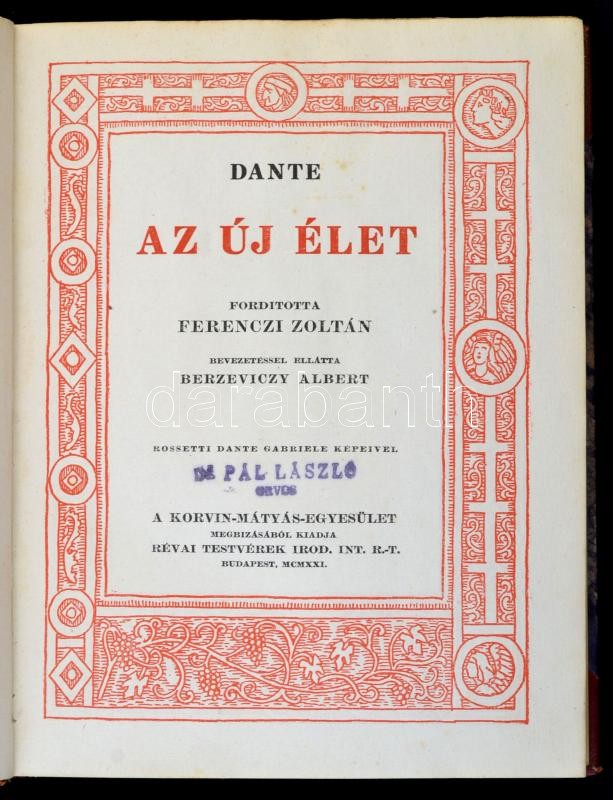 DANTE
AZ ÚJ ÉLET
FORDITOTTA
FERENCZI ZOLTÁN
BEVEZETÉSSEL ELLÁTTA
BERZEVICZY ALBERT
darabanth
ROSSETTI DANTE GABRIELE KÉPEIVEL
DR PÁL LÁSZLÓ
ORVOS
A KORVIN-MÁTYÁS-EGYESÜLET
MEGBIZÁSÁBÓL KIADJA
RÉVAI TESTVÉREK IROD. INT. R.-T.
BUDAPEST, MCMXXI.